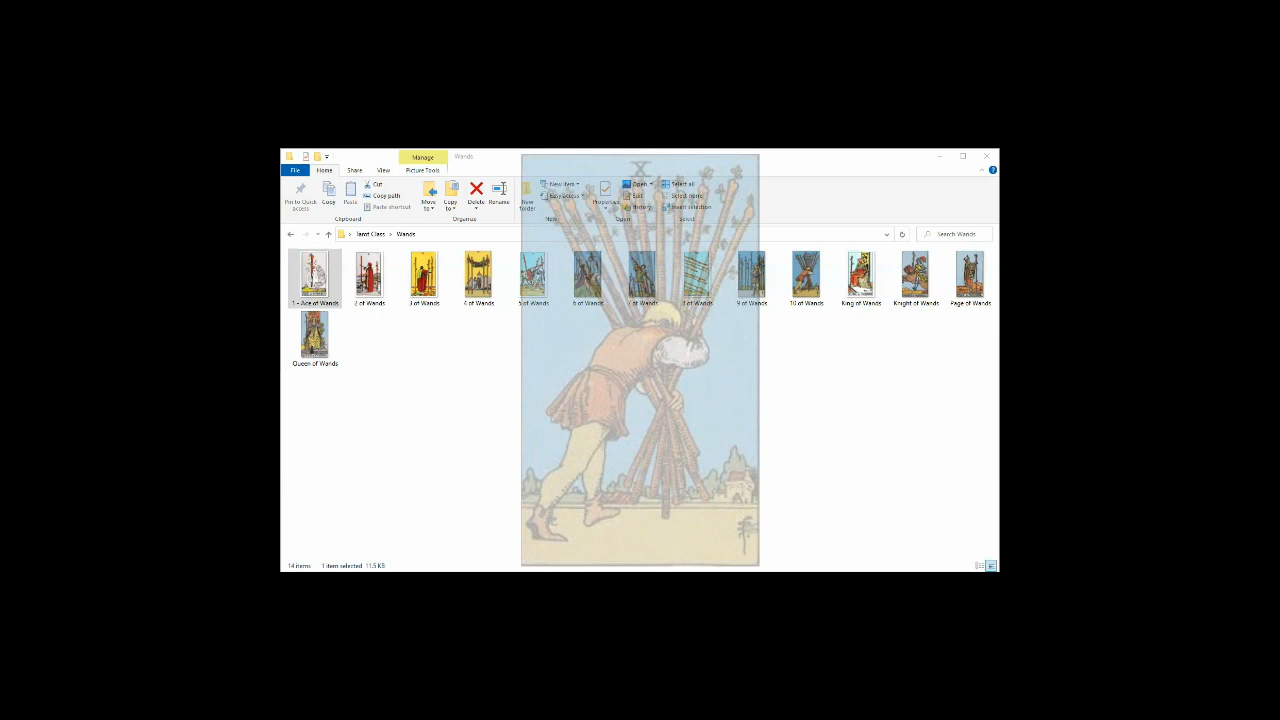 Manage Wands
File Home Share View Picture Tools
Pin to Quick access
Copy
Paste
Cut
Copy path
Paste shortcut
Clipboard
Move to
Copy to
Delete
Rename
Organize
New folder
New item
Easy access
New
Properties
Open
Edit
History
Open
Select all
Select none
Invert selection
Select
Tarot Class > Wands
Search Wands
X
1 - Ace of Wands 2 of Wands 3 of Wands 4 of Wands 5 of Wands 6 of Wands 7 of Wands 8 of Wands 9 of Wands 10 of Wands King of Wands Knight of Wands Page of Wands
Queen of Wands
14 items 1 item selected 11.5 KB